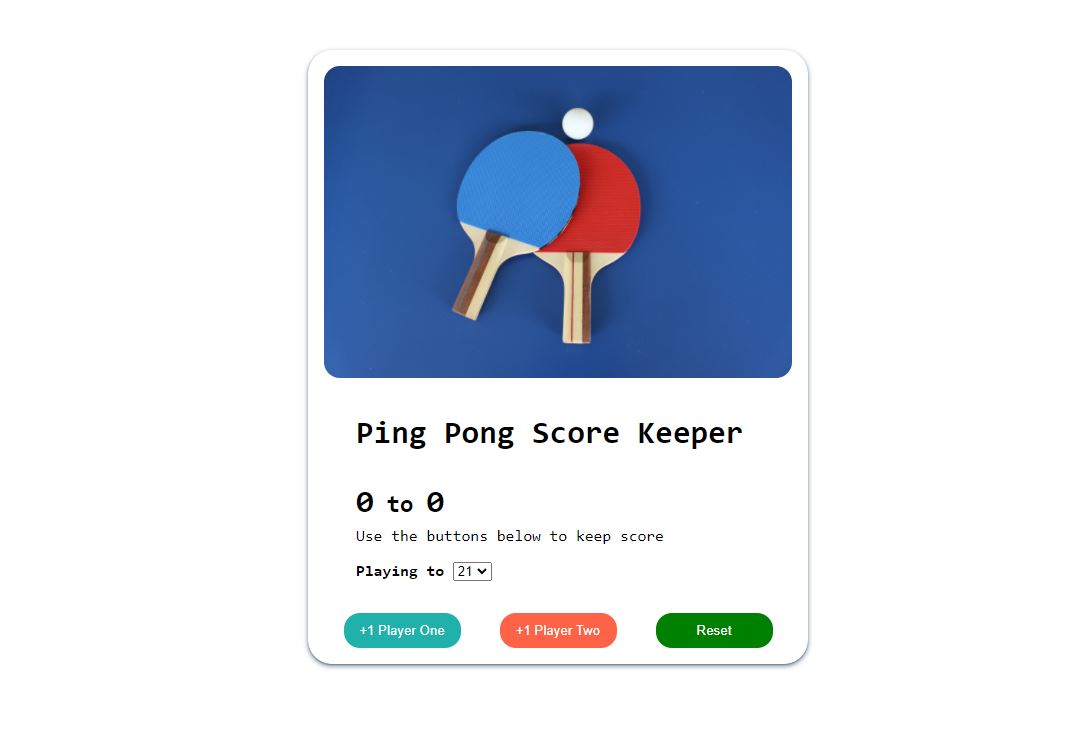 Ping Pong Score Keeper
0 to 0
Use the buttons below to keep score
Playing to 21
+1 Player One +1 Player Two Reset